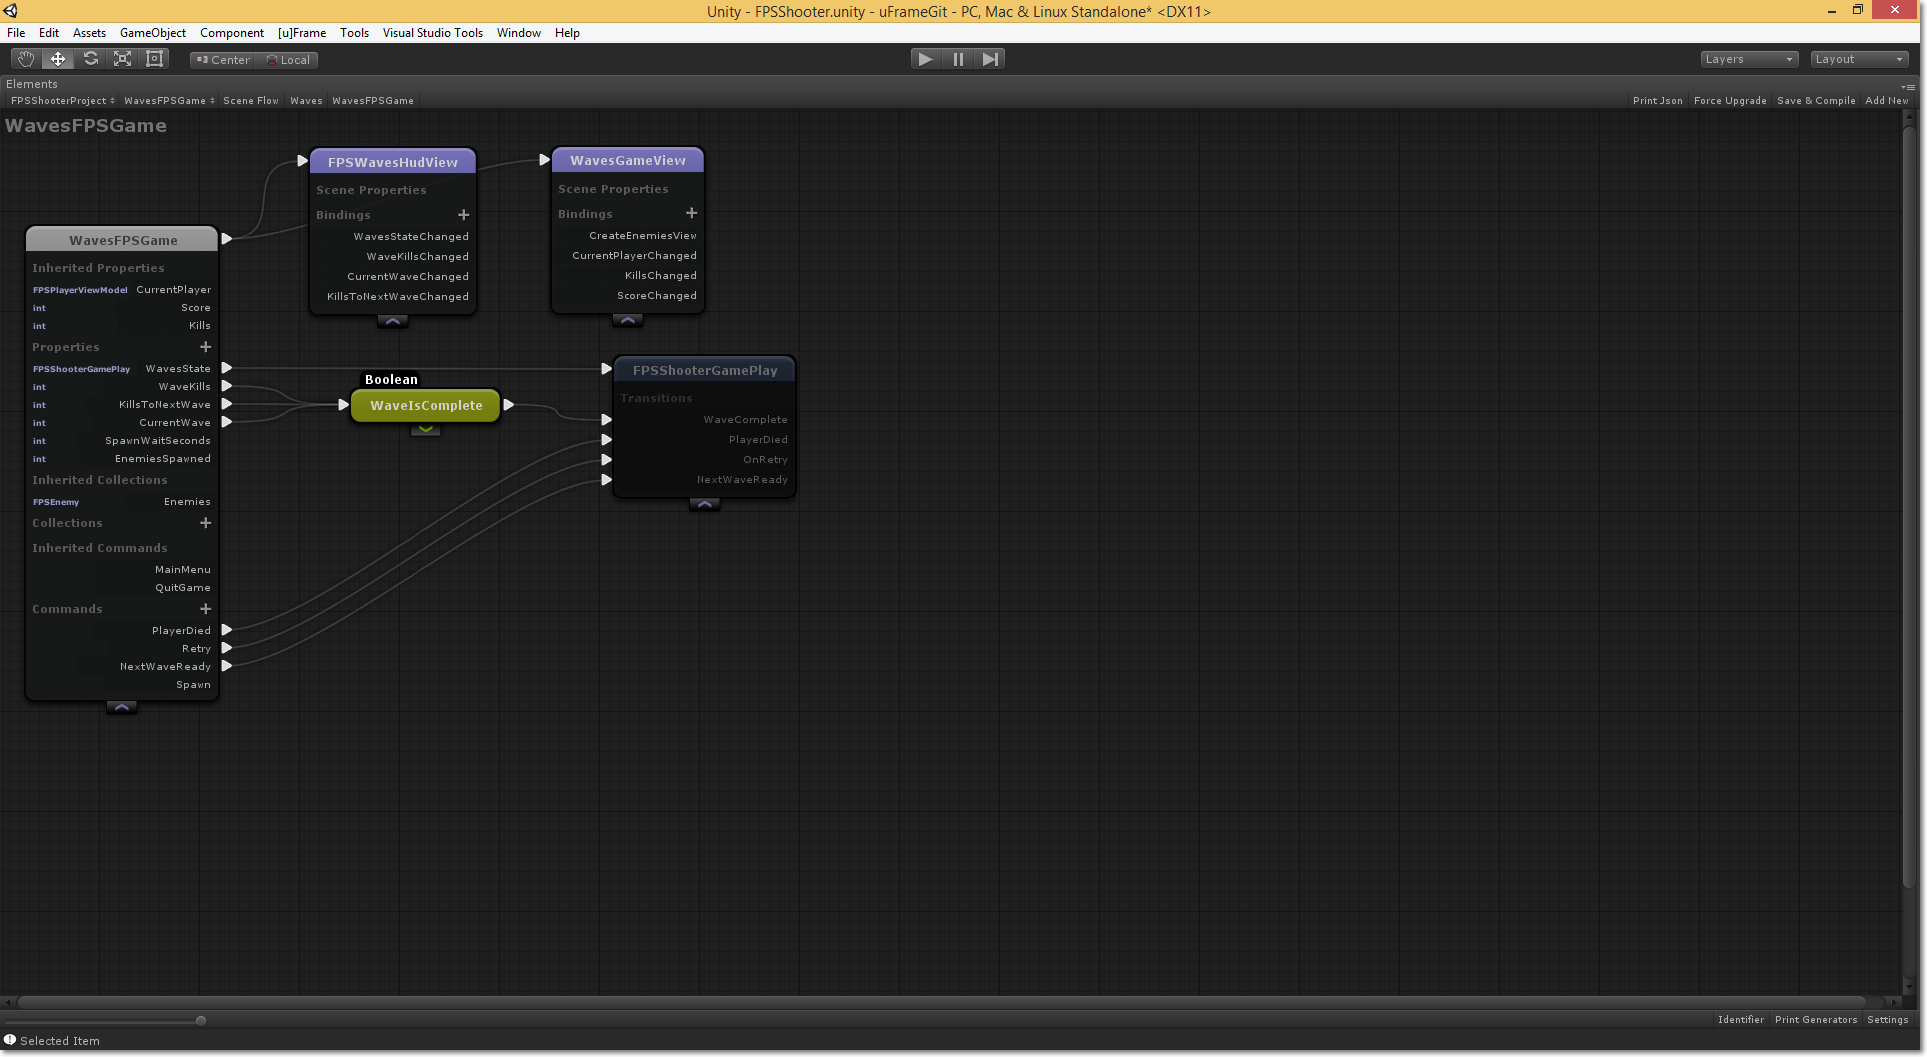 Unity - FPSShooter.unity - uFrameGit - PC, Mac & Linux Standalone* <DX11>
File Edit Assets GameObject Component [u]Frame Tools Visual Studio Tools Window Help
Center Local Layers Layout
Elements
FPSShooterProject WavesFPSGame Scene Flow Waves WavesFPSGame Print Json Force Upgrade Save & Compile Add New
WavesFPSGame
FPSWavesHudView
Scene Properties
Bindings +
WavesStateChanged
WaveKillsChanged
CurrentWaveChanged
KillsToNextWaveChanged
WavesGameView
Scene Properties
Bindings +
CreateEnemiesView
CurrentPlayerChanged
KillsChanged
ScoreChanged
WavesFPSGame
Inherited Properties
FPSPlayerViewModel CurrentPlayer
int Score
int Kills
Properties +
FPSShooterGamePlay WavesState
int WaveKills
int KillsToNextWave
int CurrentWave
int SpawnWaitSeconds
int EnemiesSpawned
Inherited Collections
FPSEnemy Enemies
Collections +
Inherited Commands
MainMenu
QuitGame
Commands +
PlayerDied
Retry
NextWaveReady
Spawn
Boolean
WaveIsComplete
FPSShooterGamePlay
Transitions
WaveComplete
PlayerDied
OnRetry
NextWaveReady
Identifier Print Generators Settings
Selected Item